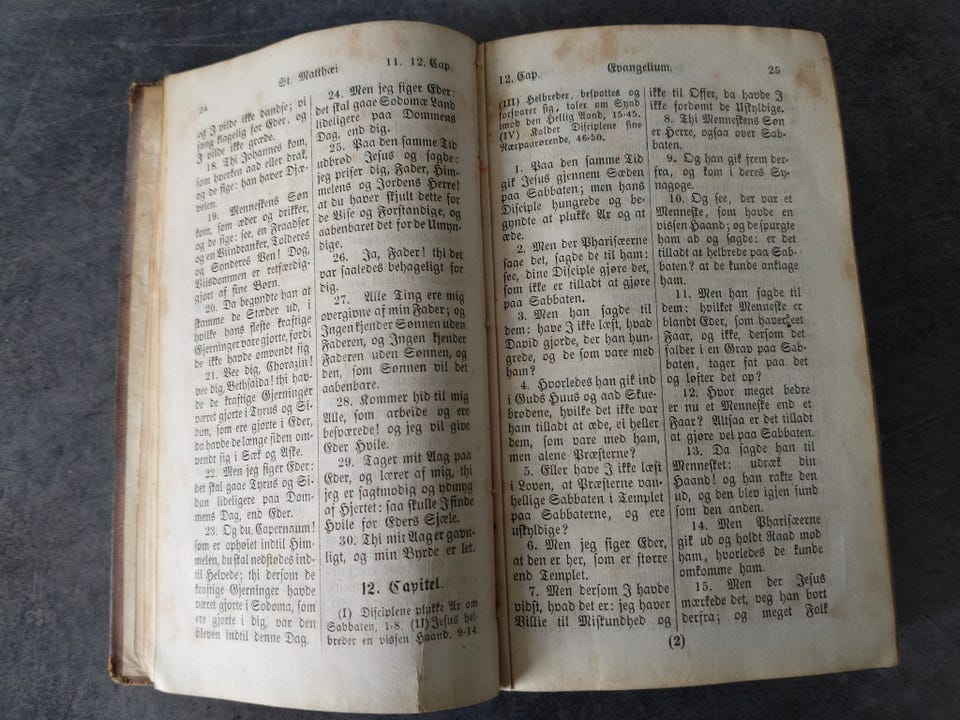 24
St. Matthæi
11. 12. Cap.
og I vilde ikke dandse; vi
sang klagelig for Eder, og
I vilde ikke græde.
18. Thi Johannes kom,
som hverken aad eller drak,
og de sige: han haver Djæ-
velen.
19. Menneskens Søn
kom, som æder og drikker,
og de sige: see, en Fraadser
og en Viindranker, Tolderes
og Synderes Ven! Dog,
Viisdommen er retfærdig-
gjort af sine Børn.
20. Da begyndte han at
skamme de Stæder ud, i
hvilke hans fleste kraftige
Gjerninger vare gjorte, fordi
de ikke havde omvendt sig
21. Vee dig, Chorazin!
vee dig, Bethsaida! thi hav-
de de kraftige Gjerninger
været gjorte i Tyrus og Si-
don, som ere gjorte i Eder,
da havde de længe siden om-
vendt sig i Sæk og Aske.
22. Men jeg siger Eder:
det skal gaae Tyrus og Si-
don lideligere paa Dom-
mens Dag, end Eder.
23. Og du, Capernaum!
som er ophøiet indtil Him-
melen, du skal nedstødes ind-
til Helvede; thi dersom de
kraftige Gjerninger havde
været gjorte i Sodoma, som
ere gjorte i dig, var den
bleven indtil denne Dag.
24. Men jeg siger Eder:
det skal gaae Sodomæ Land
lideligere paa Dommens
Dag, end dig.
25. Paa den samme Tid
udbrød Jesus og sagde:
jeg priser dig, Fader, Him-
melens og Jordens Herre!
at du haver skjult dette for
de Vise og Forstandige, og
aabenbaret det for de Umyn-
dige.
26. Ja, Fader! thi det
var saaledes behageligt for
dig.
27. Alle Ting ere mig
overgivne af min Fader; og
Ingen kjender Sønnen uden
Faderen, og Ingen kjender
Faderen uden Sønnen, og
den, som Sønnen vil det
aabenbare.
28. Kommer hid til mig
Alle, som arbeide og ere
besværede! og jeg vil give
Eder Hvile.
29. Tager mit Aag paa
Eder, og lærer af mig, thi
jeg er sagtmodig og ydmyg
af Hjertet: saa skulle I finde
Hvile for Eders Sjæle.
30. Thi mit Aag er gavn-
ligt, og min Byrde er let.
12. Capitel.
(I) Disciplene plukke Ax om
Sabbaten, 1-8. (II) Jesus hel-
breder en vissen Haand. 9-14.
12. Cap.
Evangelium.
25
(III) Helbreder, bespottes og
forsvarer sig, taler om Synd
imod den Hellig Aand, 15-45.
(IV) Kalder Disciplene sine
Nærpaarørende, 46-50.
1. Paa den samme Tid
gik Jesus gjennem Sæden
paa Sabbaten; men hans
Disciple hungrede og be-
gyndte at plukke Ax og at
æde.
2. Men der Pharisæerne
saae det, sagde de til ham:
see, dine Disciple gjøre det,
som ikke er tilladt at gjøre
paa Sabbaten.
3. Men han sagde til
dem: have I ikke læst, hvad
David gjorde, der han hun-
grede, og de som vare med
ham?
4. Hvorledes han gik ind
i Guds Huus og aad Skue-
brødene, hvilke det ikke var
ham tilladt at æde, ei heller
dem, som vare med ham,
men alene Præsterne?
5. Eller have I ikke læst
i Loven, at Præsterne van-
hellige Sabbaten i Templet
paa Sabbaterne, og ere
uskyldige?
6. Men jeg siger Eder,
at den er her, som er større
end Templet.
7. Men dersom I havde
vidst, hvad det er: jeg haver
Villie til Miskundhed og
ikke til Offer, da havde I
ikke fordømt de Uskyldige.
8. Thi Menneskens Søn
er Herre, ogsaa over Sab-
baten.
9. Og han gik frem der-
fra, og kom i deres Sy-
nagoge.
10. Og see, der var et
Menneske, som havde en
vissen Haand; og de spurgte
ham ad og sagde: er det
tilladt at helbrede paa Sab-
baten? at de kunde anklage
ham.
11. Men han sagde til
dem: hvilket Menneske er
blandt Eder, som haver eet
Faar, og ikke, dersom det
falder i en Grav paa Sab-
baten, tager fat paa det
og løfter det op?
12. Hvor meget bedre
er nu et Menneske end et
Faar? Altsaa er det tilladt
at gjøre vel paa Sabbaten.
13. Da sagde han til
Mennesket: udræk din
Haand! og han rakte den
ud, og den blev igjen sund
som den anden.
14. Men Pharisæerne
gik ud og holdt Raad mod
ham, hvorledes de kunde
omkomme ham.
15. Men der Jesus
mærkede det, veg han bort
derfra; og meget Folk
(2)